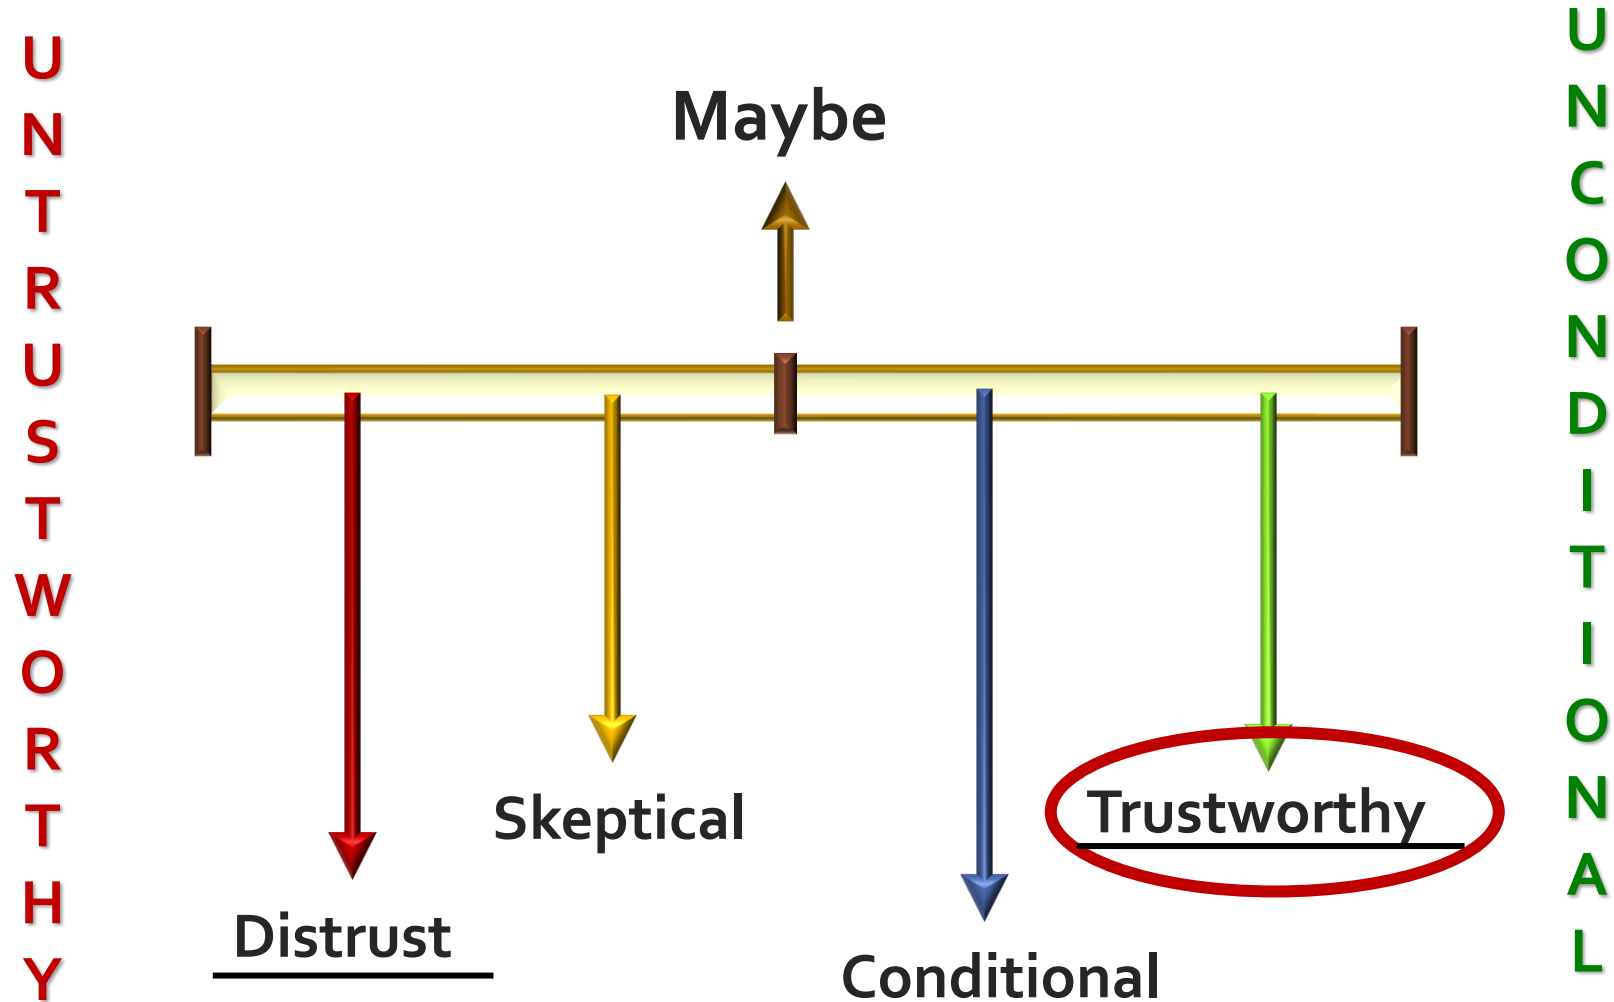 UNTRUSTWORTHY
Maybe
Skeptical
Trustworthy
Distrust
Conditional
UNCONDITIONAL